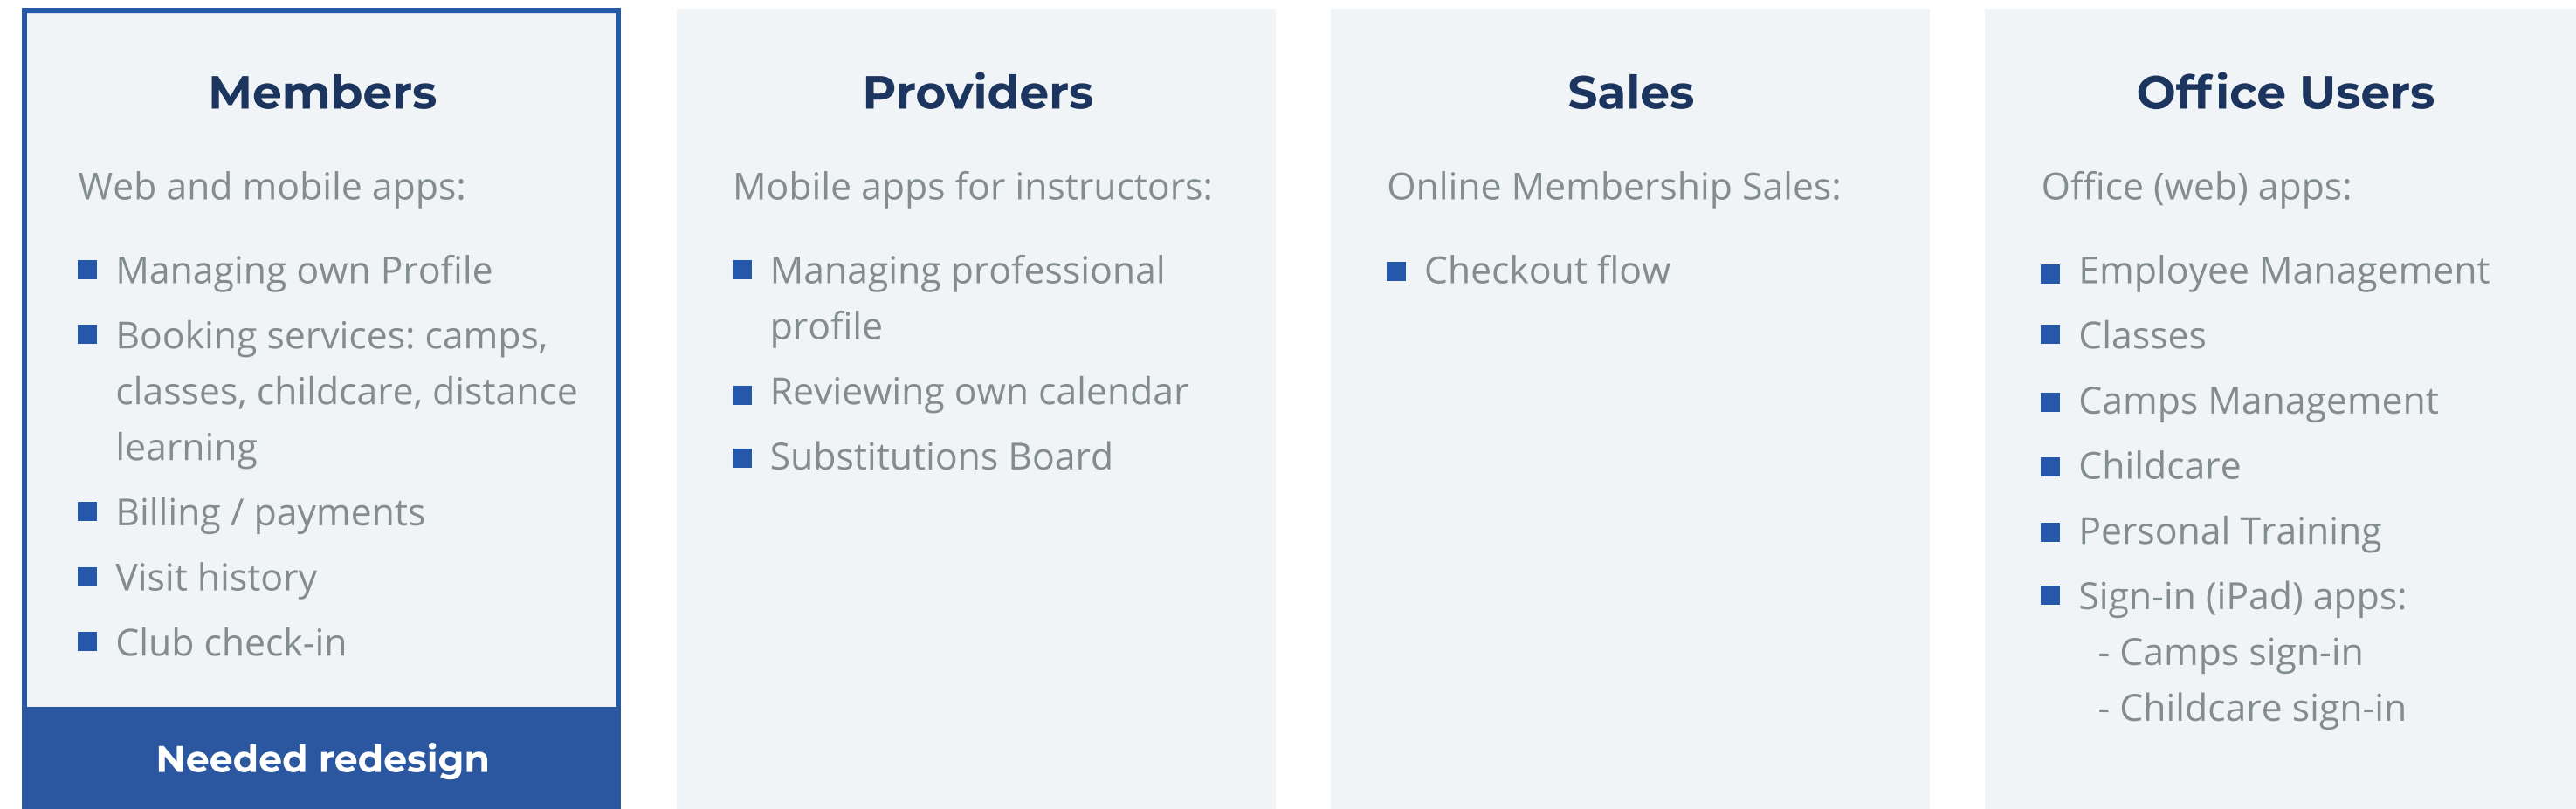 Members
Web and mobile apps:
Managing own Profile
Booking services: camps,
classes, childcare, distance
learning
Billing / payments
Visit history
Club check-in
Needed redesign
Providers
Mobile apps for instructors:
Managing professional
profile
Reviewing own calendar
Substitutions Board
Sales
Online Membership Sales:
Checkout flow
Office Users
Office (web) apps:
Employee Management
Classes
Camps Management
Childcare
Personal Training
Sign-in (iPad) apps:
- Camps sign-in
- Childcare sign-in